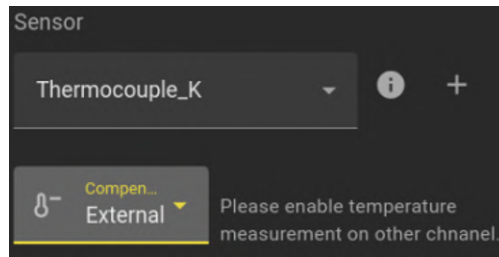 Sensor
Thermocouple_K
Compen...
External
Please enable temperature
measurement on other chnanel.